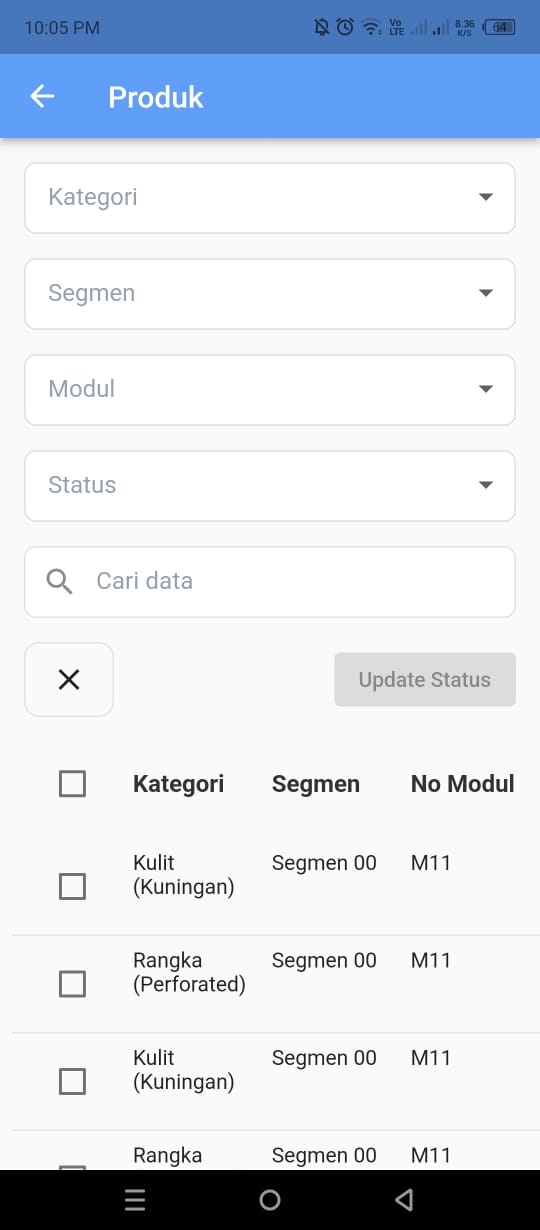 10:05 PM Vo LTE 8.36 K/S 64
Produk
Kategori
Segmen
Modul
Status
Cari data
Update Status
Kategori Segmen No Modul
Kulit Segmen 00 M11
(Kuningan)
Rangka Segmen 00 M11
(Perforated)
Kulit Segmen 00 M11
(Kuningan)
Rangka Segmen 00 M11